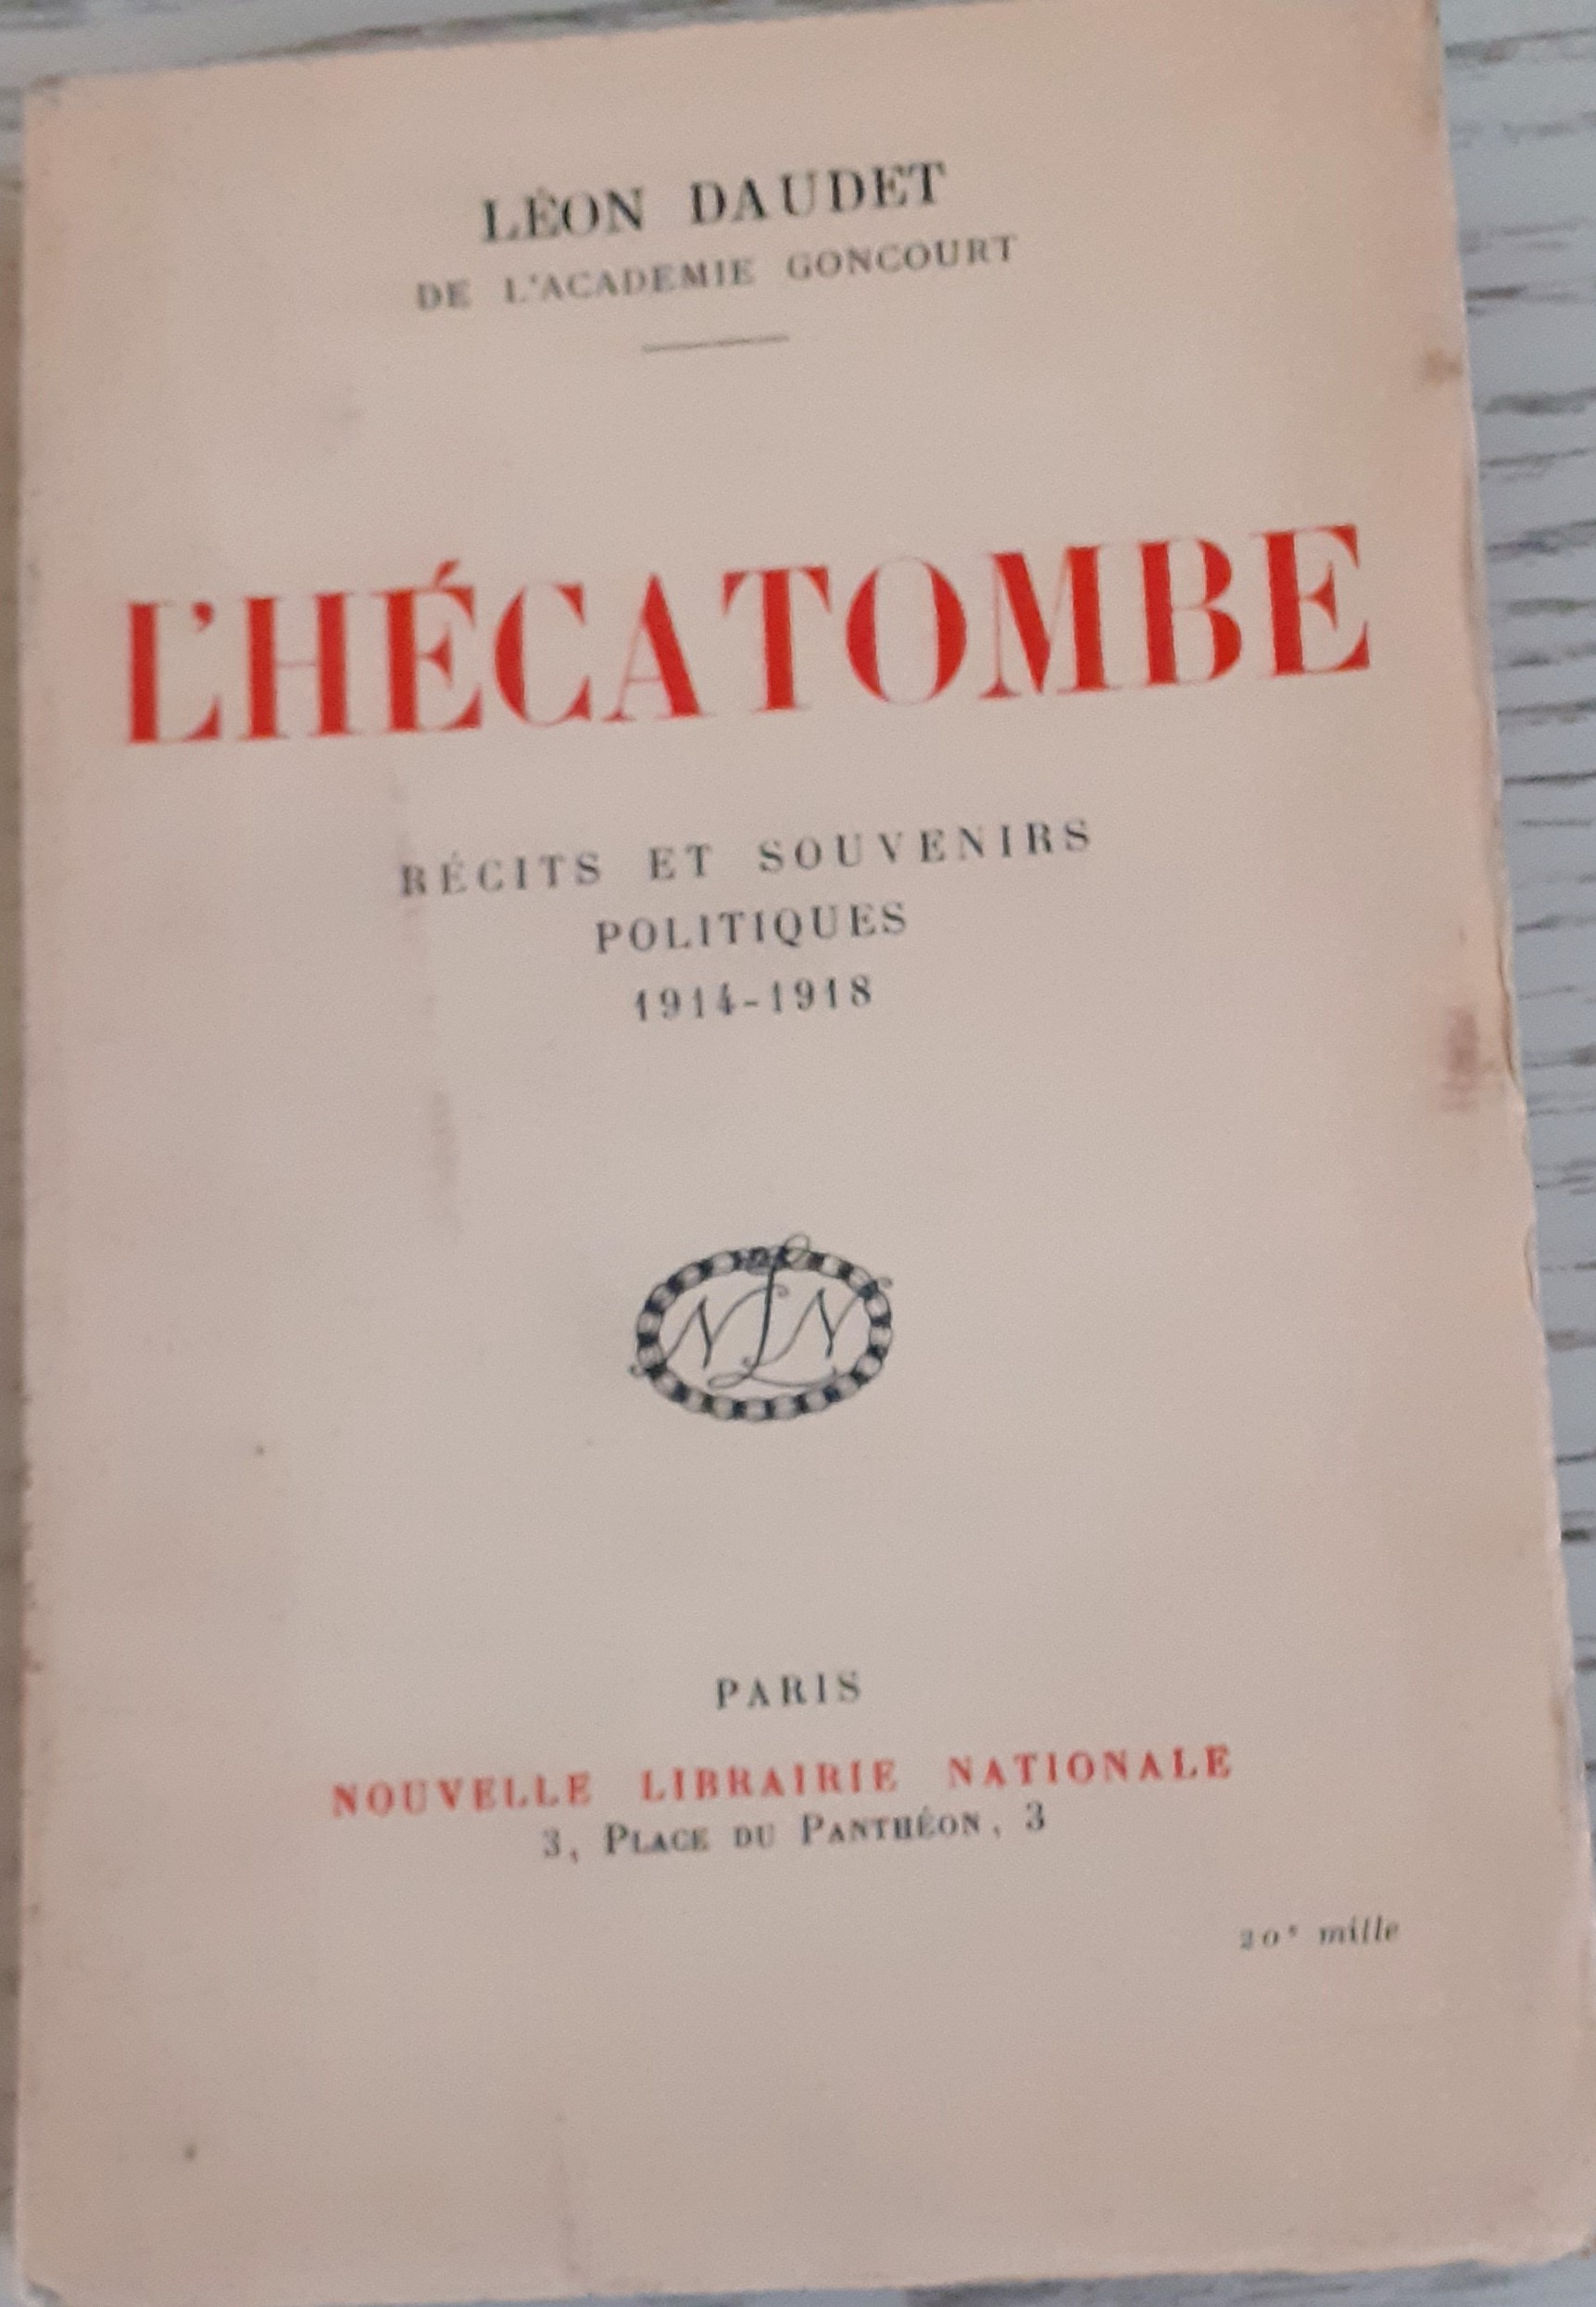 LÉON DAUDET
DE L'ACADEMIE GONCOURT
L'HÉCATOMBE
RÉCITS ET SOUVENIRS
POLITIQUES
1914-1918
NLN
PARIS
NOUVELLE LIBRAIRIE NATIONALE
3, PLACE DU PANTHÉON, 3
20e mille